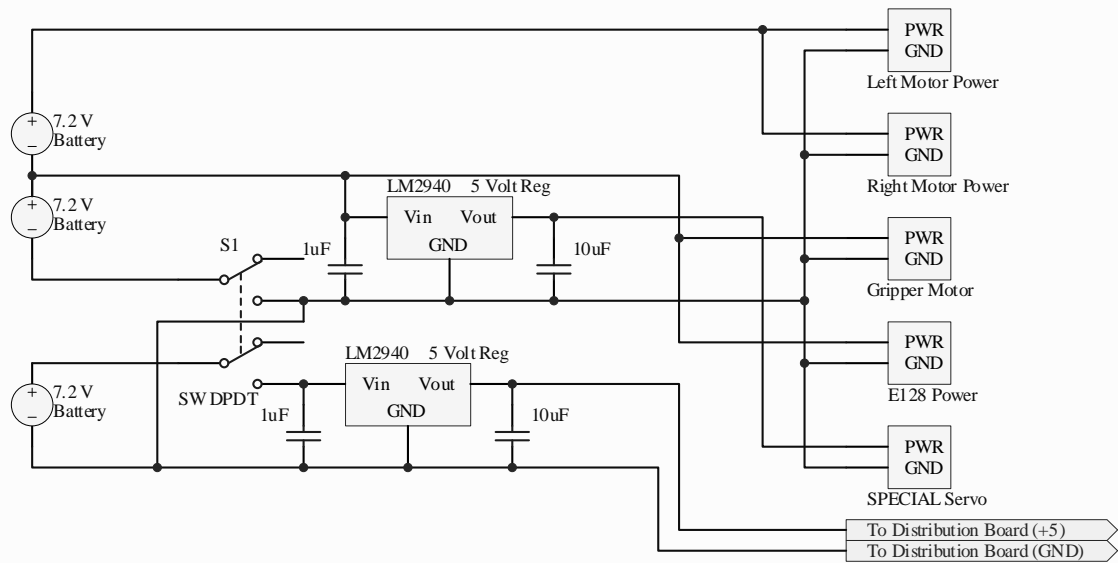 PWR
GND
Left Motor Power
+
7.2 V
−
Battery
PWR
GND
Right Motor Power
+
7.2 V
−
Battery
LM2940 5 Volt Reg
Vin Vout
GND
1uF
10uF
S1
PWR
GND
Gripper Motor
PWR
GND
E128 Power
LM2940 5 Volt Reg
Vin Vout
GND
SW DPDT
1uF
10uF
+
7.2 V
−
Battery
PWR
GND
SPECIAL Servo
To Distribution Board (+5)
To Distribution Board (GND)